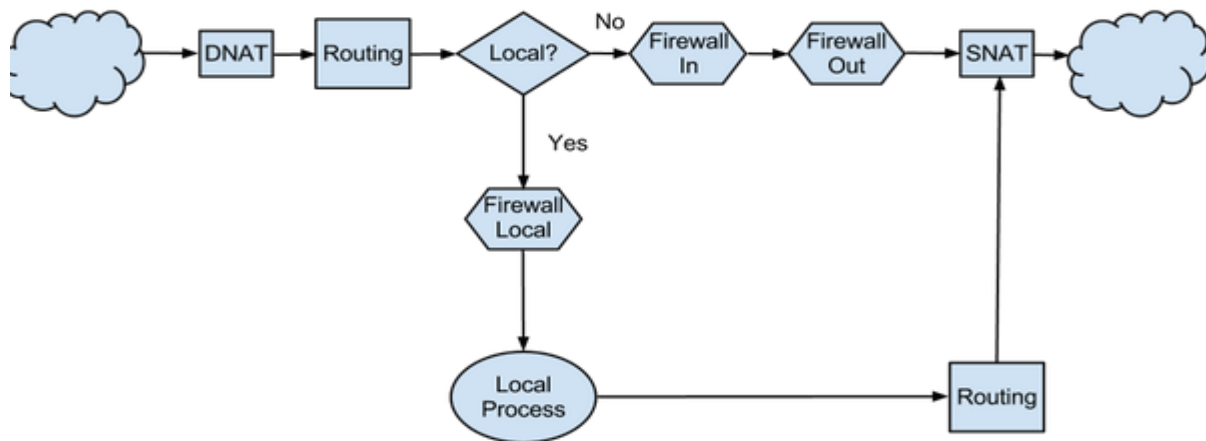 No
DNAT
Routing
Local?
Firewall
In
Firewall
Out
SNAT
Yes
Firewall
Local
Local
Process
Routing